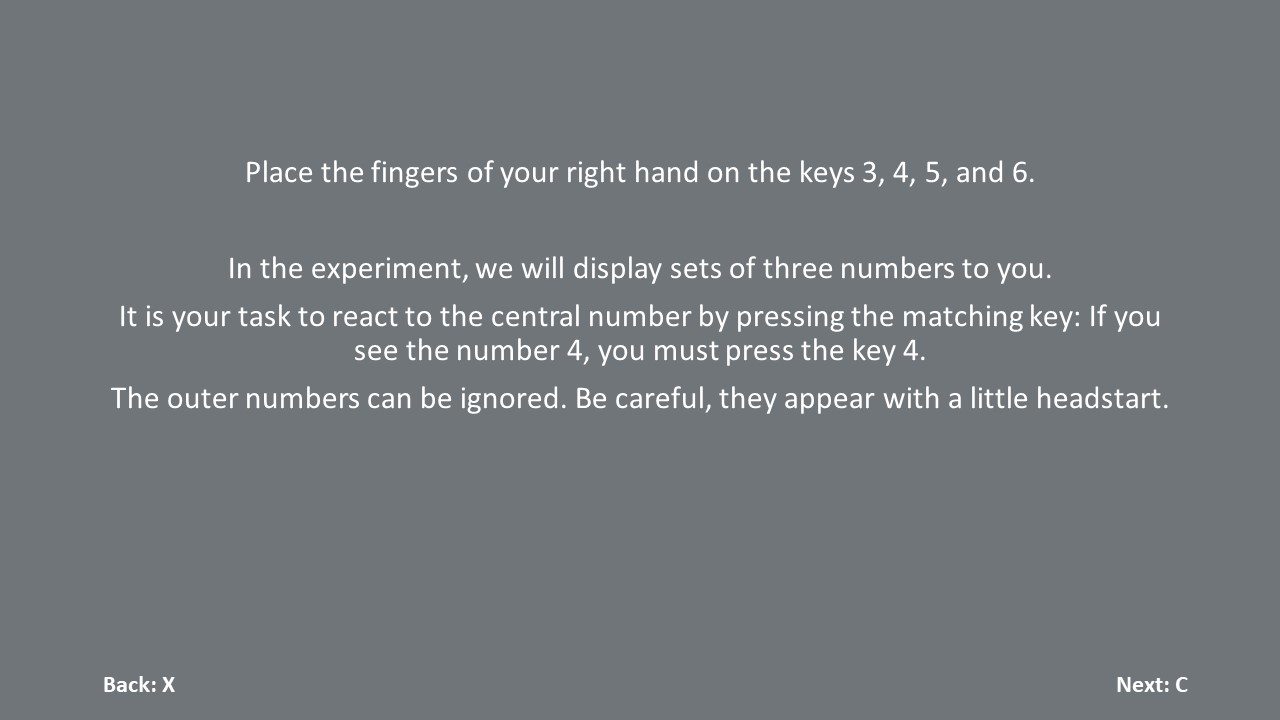 Place the fingers of your right hand on the keys 3, 4, 5, and 6.
In the experiment, we will display sets of three numbers to you.
It is your task to react to the central number by pressing the matching key: If you
see the number 4, you must press the key 4.
The outer numbers can be ignored. Be careful, they appear with a little headstart.
Back: X
Next: C